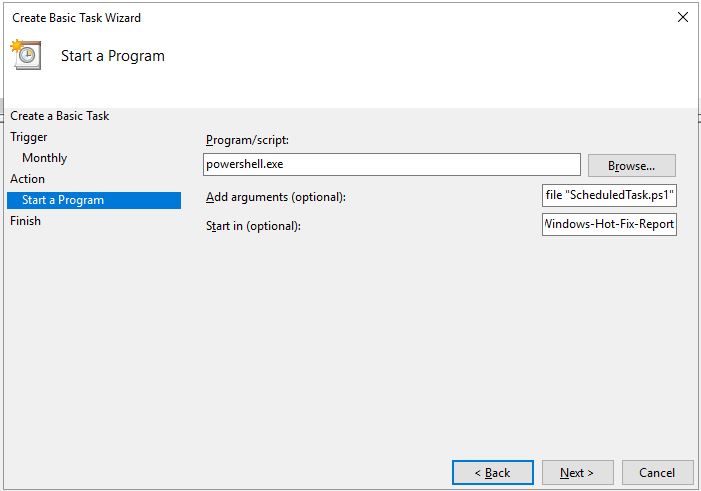 Create Basic Task Wizard
Start a Program
Create a Basic Task
Trigger
Monthly
Action
Start a Program
Finish
Program/script:
powershell.exe
Browse...
Add arguments (optional):
file "ScheduledTask.ps1"
Start in (optional):
Windows-Hot-Fix-Report
< Back
Next >
Cancel